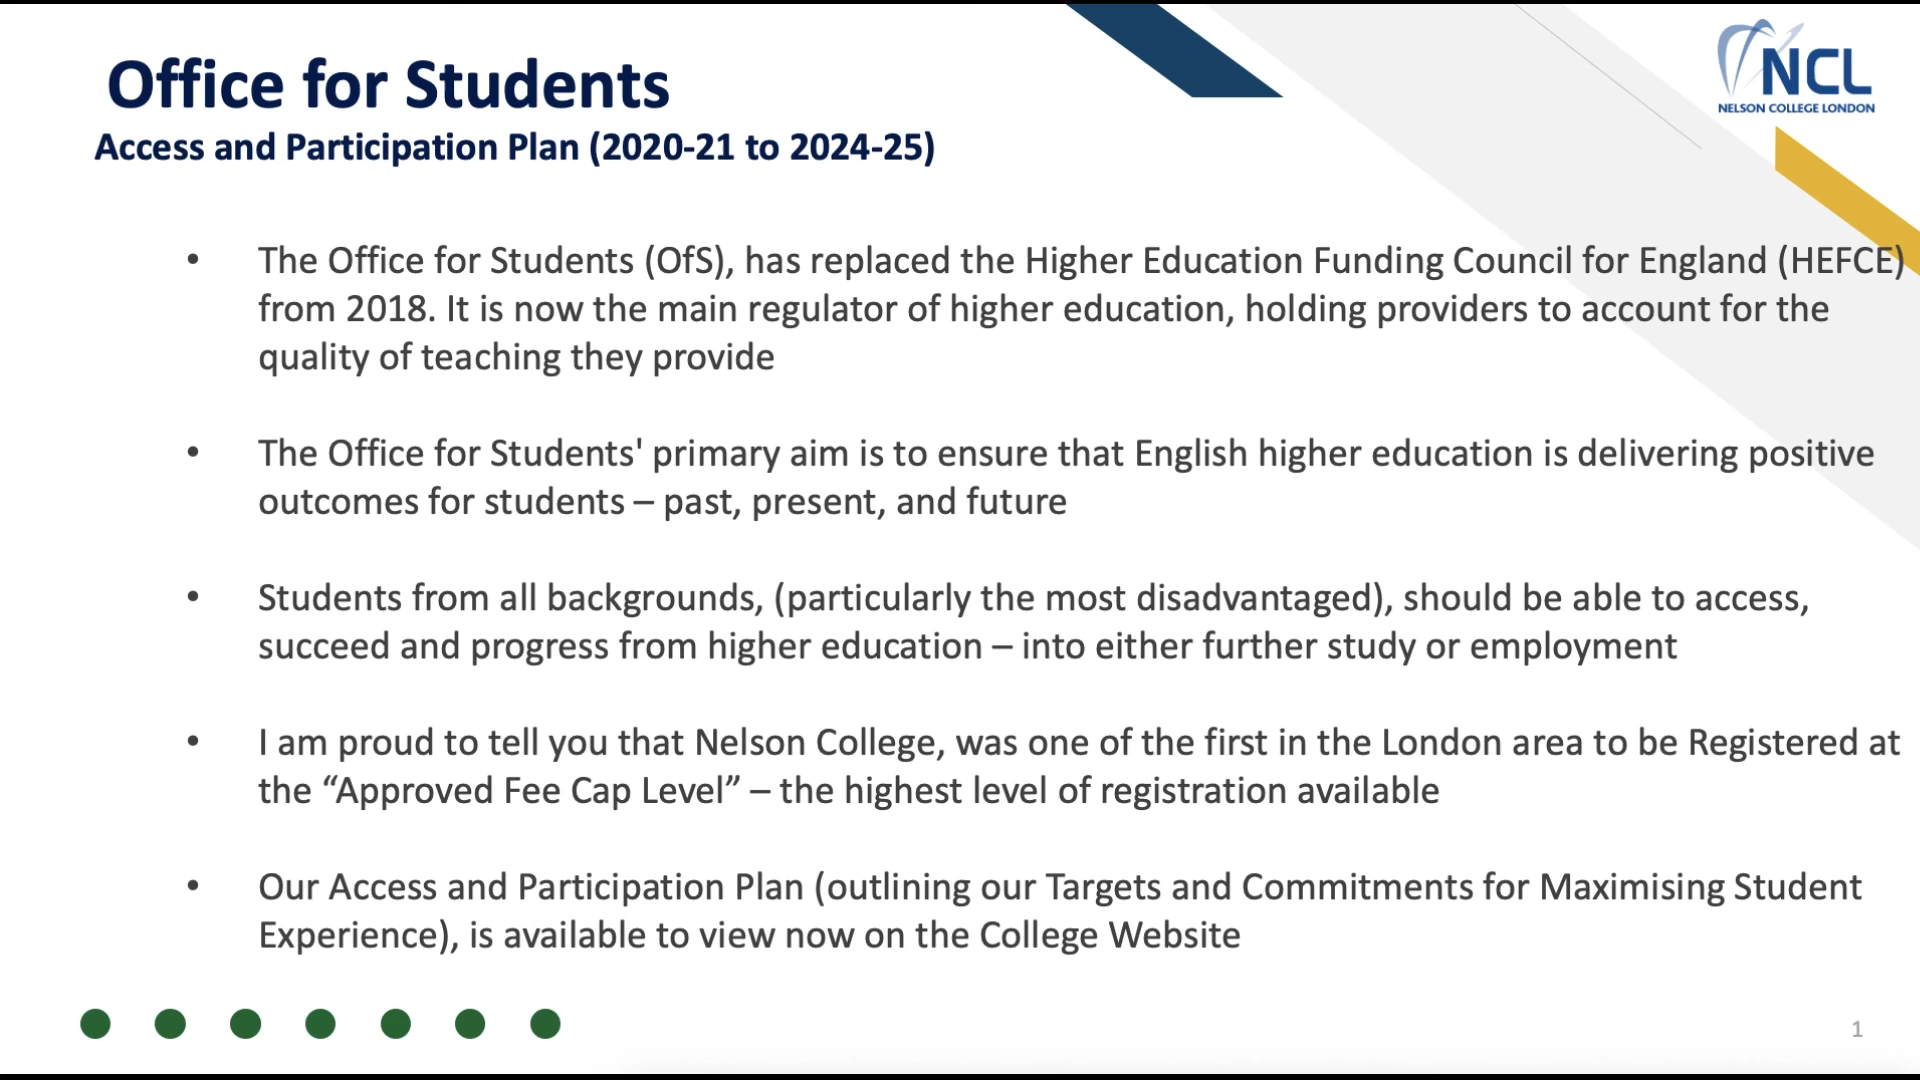 Office for Students
Access and Participation Plan (2020-21 to 2024-25)
NCL
NELSON COLLEGE LONDON
• The Office for Students (OfS), has replaced the Higher Education Funding Council for England (HEFCE)
from 2018. It is now the main regulator of higher education, holding providers to account for the
quality of teaching they provide
• The Office for Students' primary aim is to ensure that English higher education is delivering positive
outcomes for students – past, present, and future
• Students from all backgrounds, (particularly the most disadvantaged), should be able to access,
succeed and progress from higher education – into either further study or employment
• I am proud to tell you that Nelson College, was one of the first in the London area to be Registered at
the “Approved Fee Cap Level” – the highest level of registration available
• Our Access and Participation Plan (outlining our Targets and Commitments for Maximising Student
Experience), is available to view now on the College Website
1